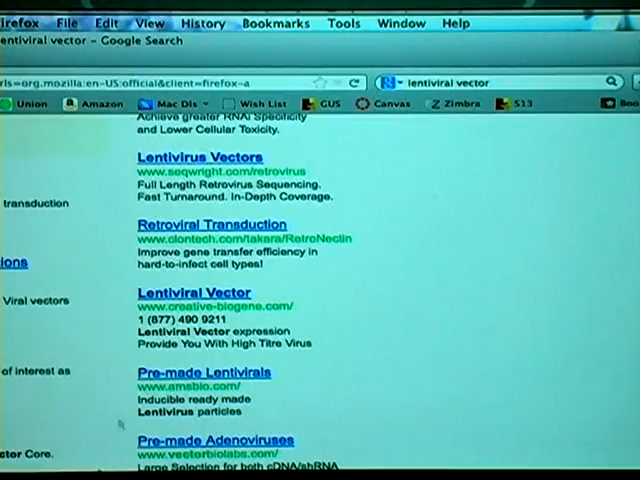 irefox File Edit View History Bookmarks Tools Window Help
entiviral vector – Google Search
rls=org.mozilla:en-US:official&client=firefox-a lentiviral vector
Union Amazon Mac Dls Wish List GUS Canvas Zimbra S13 Boo
Achieve greater RNAi Specificity
and Lower Cellular Toxicity.
Lentivirus Vectors
www.seqwright.com/retrovirus
Full Length Retrovirus Sequencing.
Fast Turnaround. In-Depth Coverage.
transduction
Retroviral Transduction
www.clontech.com/takara/RetroNectin
Improve gene transfer efficiency in
hard-to-infect cell types!
ions
Lentiviral Vector
www.creative-biogene.com/
1 (877) 490 9211
Lentiviral Vector expression
Provide You With High Titre Virus
Viral vectors
Pre-made Lentivirals
www.amsbio.com/
Inducible ready made
Lentivirus particles
of interest as
Pre-made Adenoviruses
www.vectorbiolabs.com/
Large Selection for both cDNA/shRNA
ctor Core.